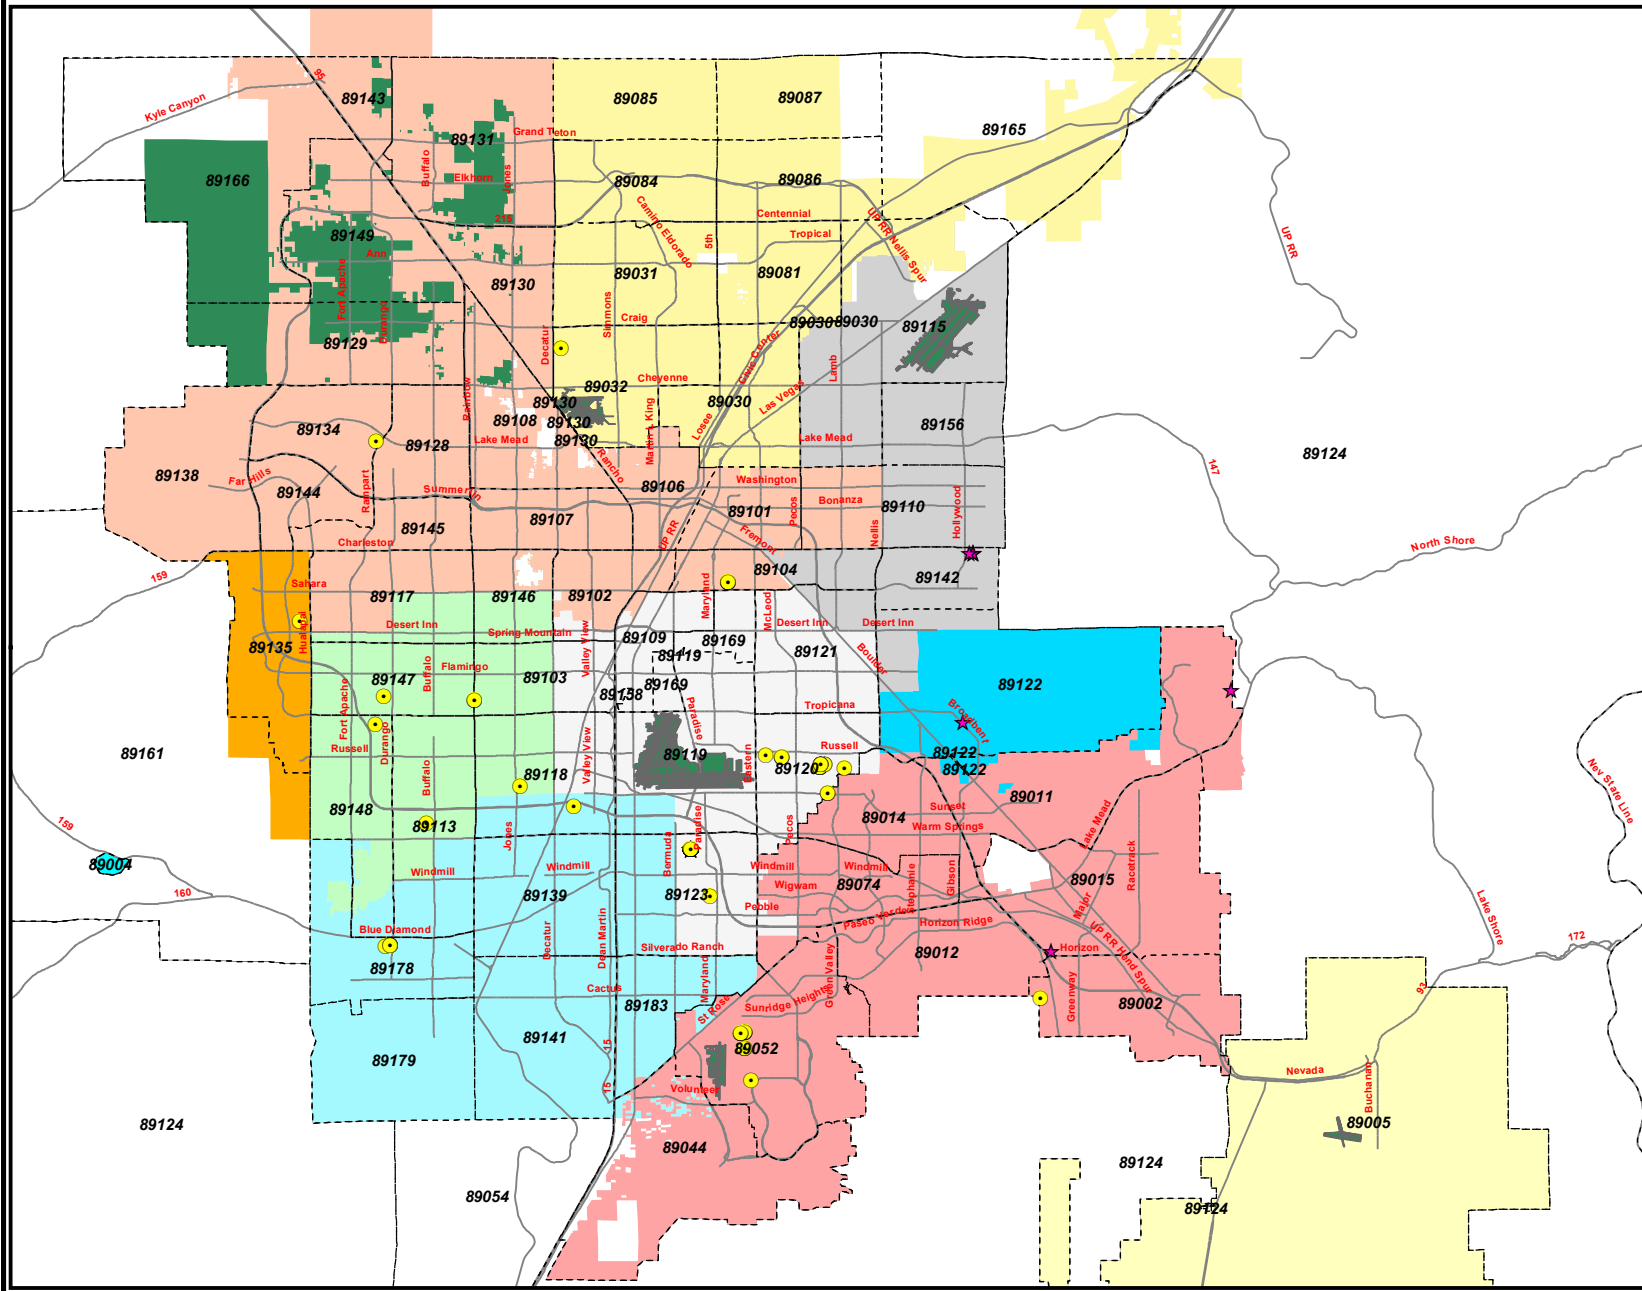 95
89143
89085
89087
Kyle Canyon
89165
89131
Grand Teton
89166
Buffalo
Elkhorn
Jones
89084
89086
215
Centennial
Camino Eldorado
UP RR Nellis Spur
UP RR
89149
5th
Tropical
Ann
89031
89081
Fort Apache
Durango
89130
Simmons
Craig
89030
89030
89115
89129
Decatur
Civic Center
Lamb
Rainbow
89032
Cheyenne
Las Vegas
89130
89030
89108
89130
89134
89128
Lake Mead
89130
Martin L King
Losee
Lake Mead
89156
89124
147
89138
Far Hills
Rancho
89144
Rampart
Summerlin
89106
Washington
Pecos
Bonanza
89110
Hollywood
89145
89107
89101
Nellis
Charleston
UP RR
Fremont
North Shore
159
Sahara
89104
89142
89117
89146
89102
Maryland
McLeod
Hualapai
Desert Inn
Spring Mountain
89109
89169
Desert Inn
Desert Inn
89135
Valley View
89119
89121
Boulder
Buffalo
Flamingo
89147
89103
89158
89169
89122
Fort Apache
Paradise
Tropicana
Broadbent
89161
Russell
Durango
Valley View
89119
Eastern
Russell
89122
89120
89122
Buffalo
89118
Nev State Line
89148
89011
159
89113
Jones
Paradise
Pecos
89014
Sunset
Warm Springs
Lake Mead
Bermuda
Racetrack
89004
Windmill
Windmill
Windmill
Windmill
89015
160
Wigwam
89074
Stephanie
Gibson
89139
89123
Pebble
Paseo Verde
Major
Blue Diamond
Decatur
Dean Martin
Horizon Ridge
UP RR Hend Spur
Lake Shore
172
Silverado Ranch
89012
Horizon
89178
Maryland
Green Valley
Cactus
89183
St Rose
Sunridge Heights
Greenway
89002
93
89141
15
89052
89179
15
Volunteer
Nevada
Buchanan
89124
89005
89044
89124
89054
89124